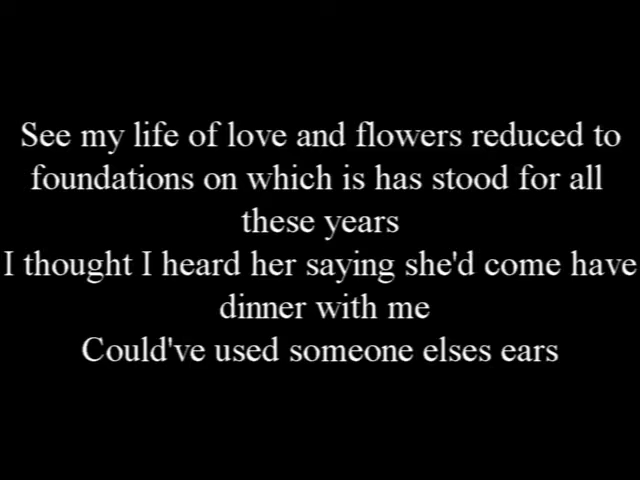 See my life of love and flowers reduced to
foundations on which is has stood for all
these years
I thought I heard her saying she'd come have
dinner with me
Could've used someone elses ears